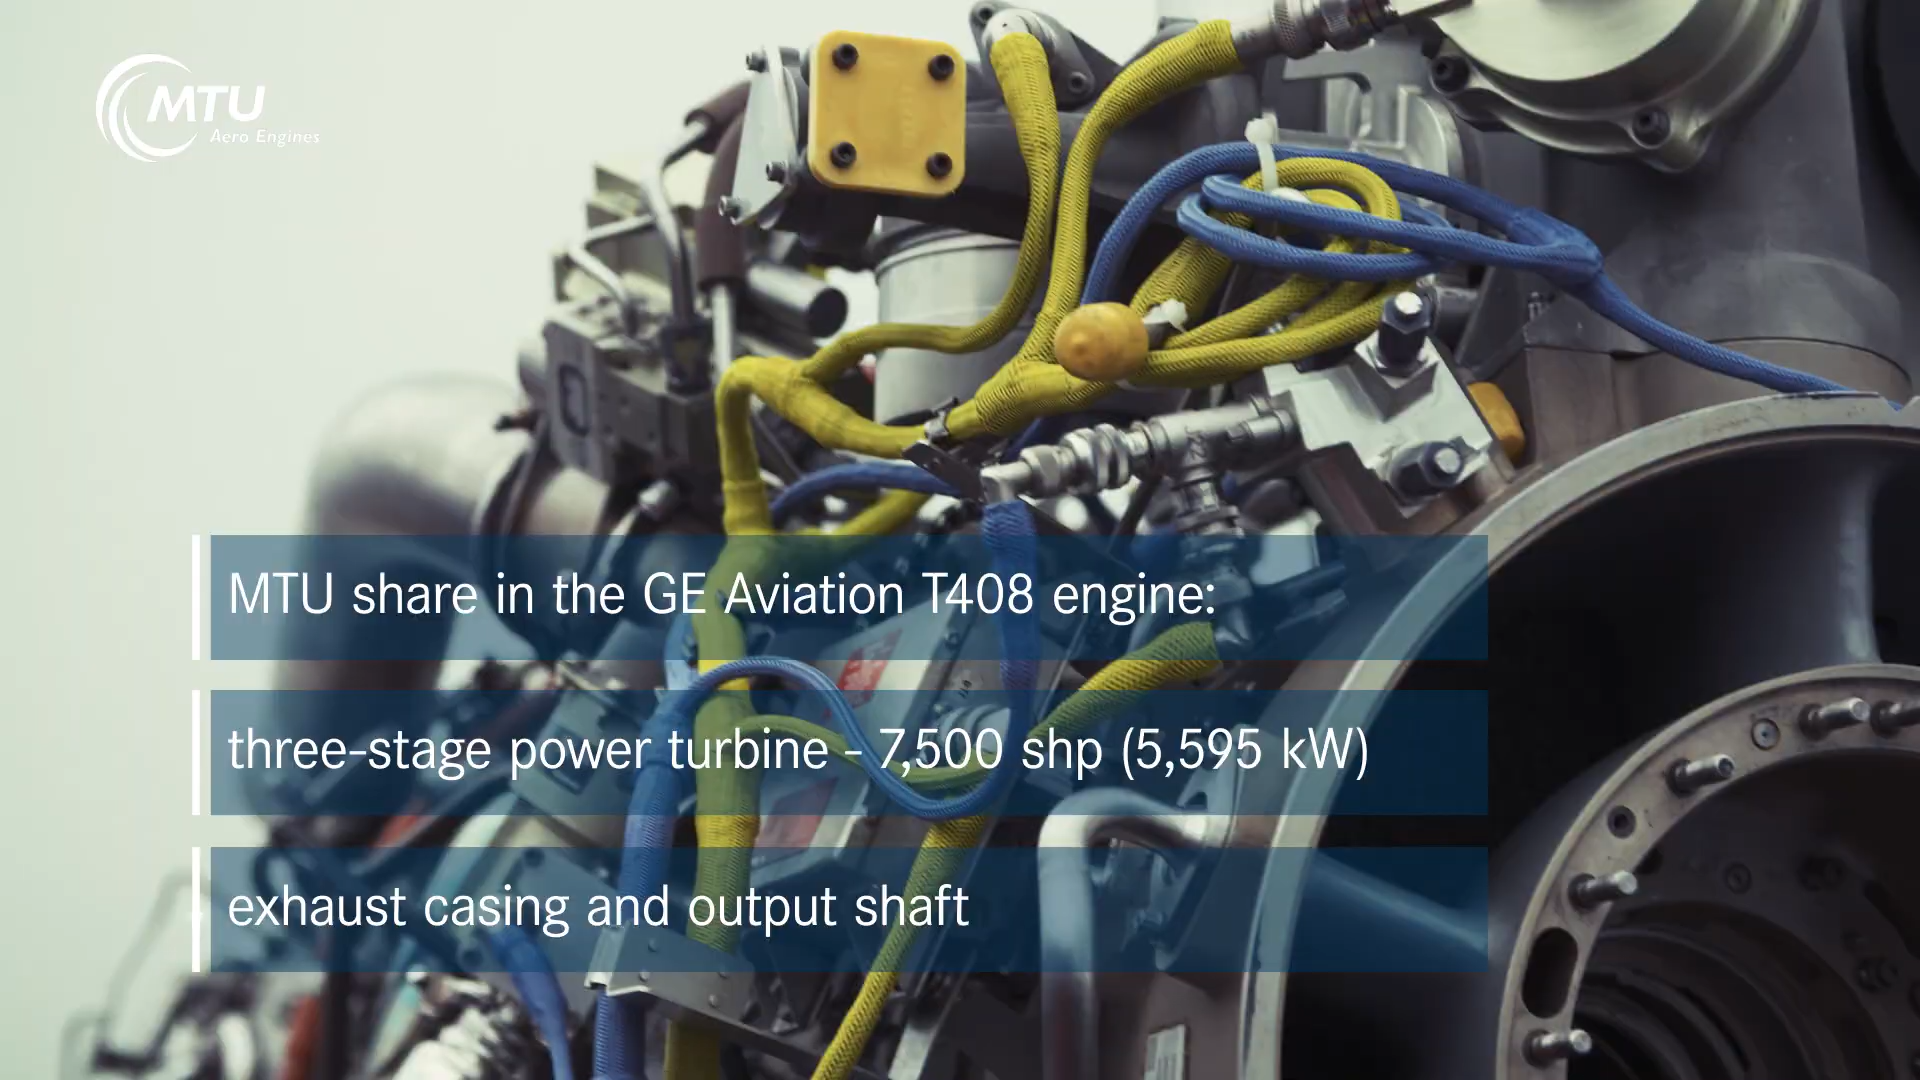 MTU
Aero Engines
MTU share in the GE Aviation T408 engine:
three-stage power turbine - 7,500 shp (5,595 kW)
exhaust casing and output shaft